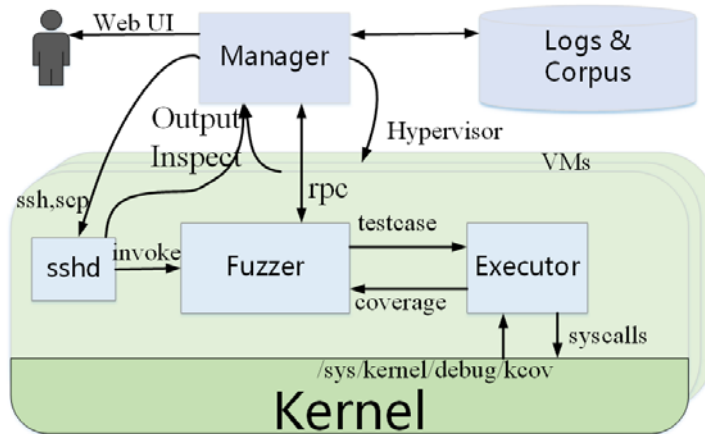 Web UI
Manager
Logs &
Corpus
Output
Inspect
Hypervisor
VMs
ssh,scp
rpc
testcase
sshd
invoke
Fuzzer
Executor
coverage
syscalls
/sys/kernel/debug/kcov
Kernel